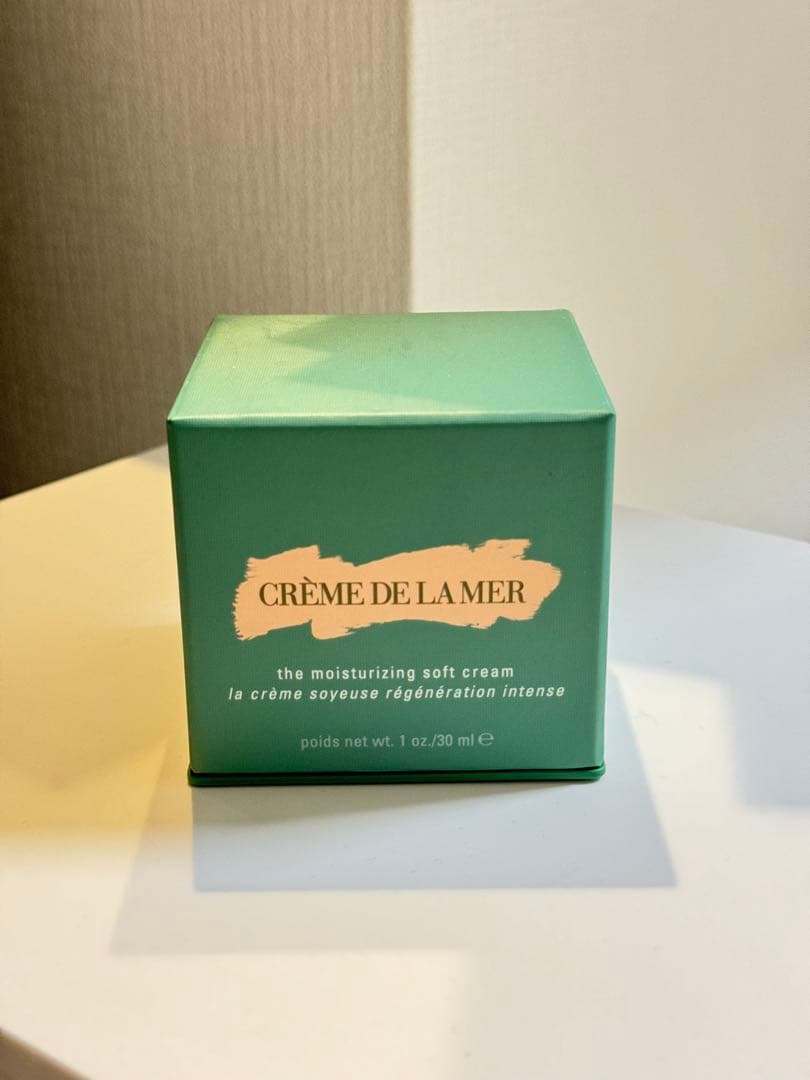 CRÈME DE LA MER
the moisturizing soft cream
la crème soyeuse régénération intense
poids net wt. 1 oz./30 ml ℮